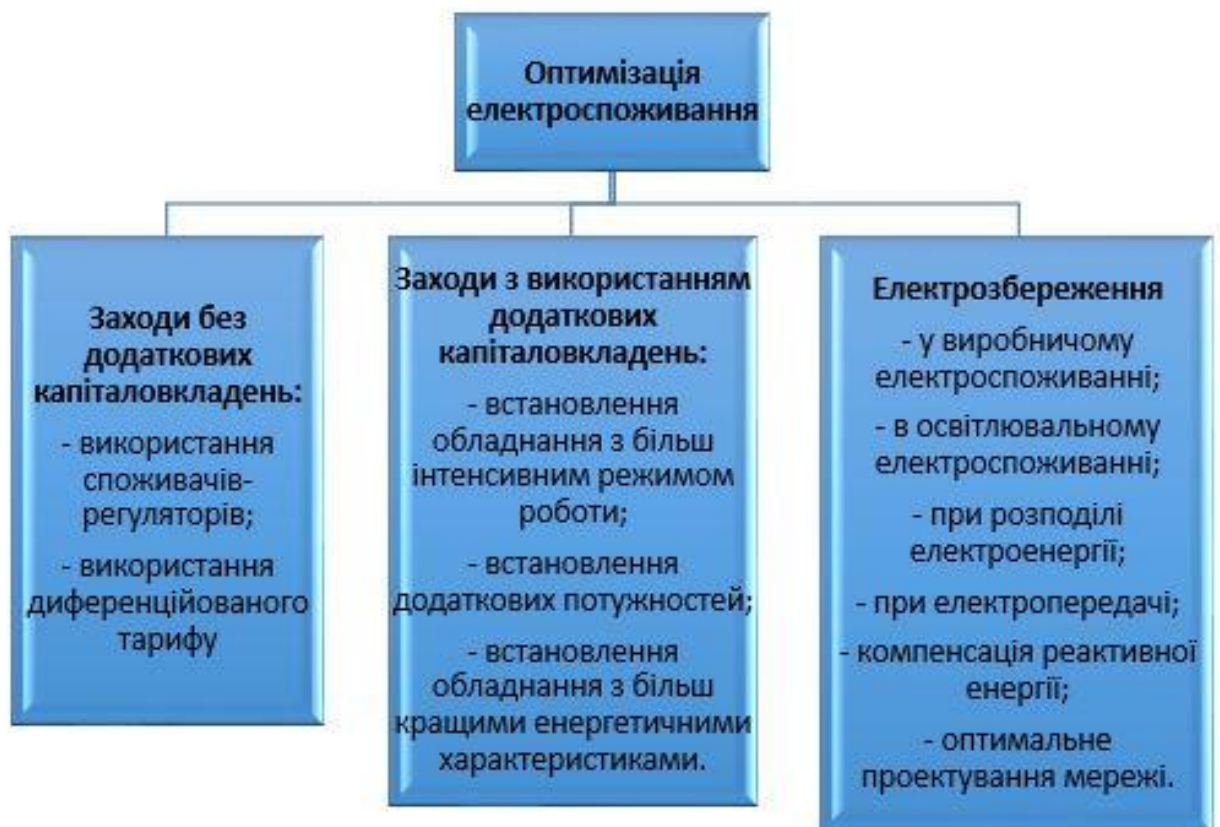 Оптимізація
електроспоживання
Заходи без
додаткових
капіталовкладень:
- використання
споживачів-
регуляторів;
- використання
диференційованого
тарифу
Заходи з використанням
додаткових
капіталовкладень:
- встановлення
обладнання з більш
інтенсивним режимом
роботи;
- встановлення
додаткових потужностей;
- встановлення
обладнання з більш
кращими енергетичними
характеристиками.
Електрозбереження
- у виробничому
електроспоживанні;
- в освітлювальному
електроспоживанні;
- при розподілі
електроенергії;
- при електропередачі;
- компенсація реактивної
енергії;
- оптимальне
проектування мережі.